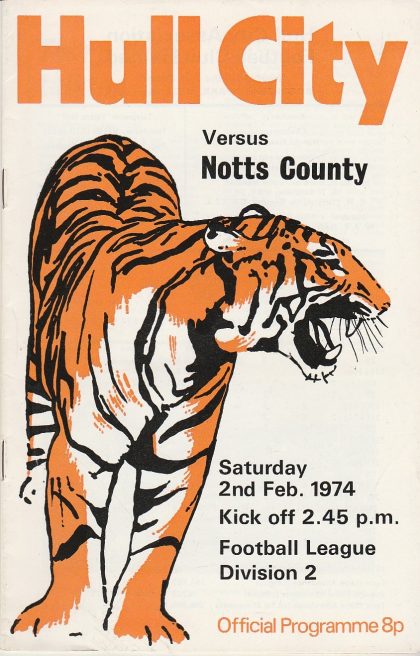 Hull City
Versus
Notts County
Saturday
2nd Feb. 1974
Kick off 2.45 p.m.
Football League
Division 2
Official Programme 8p